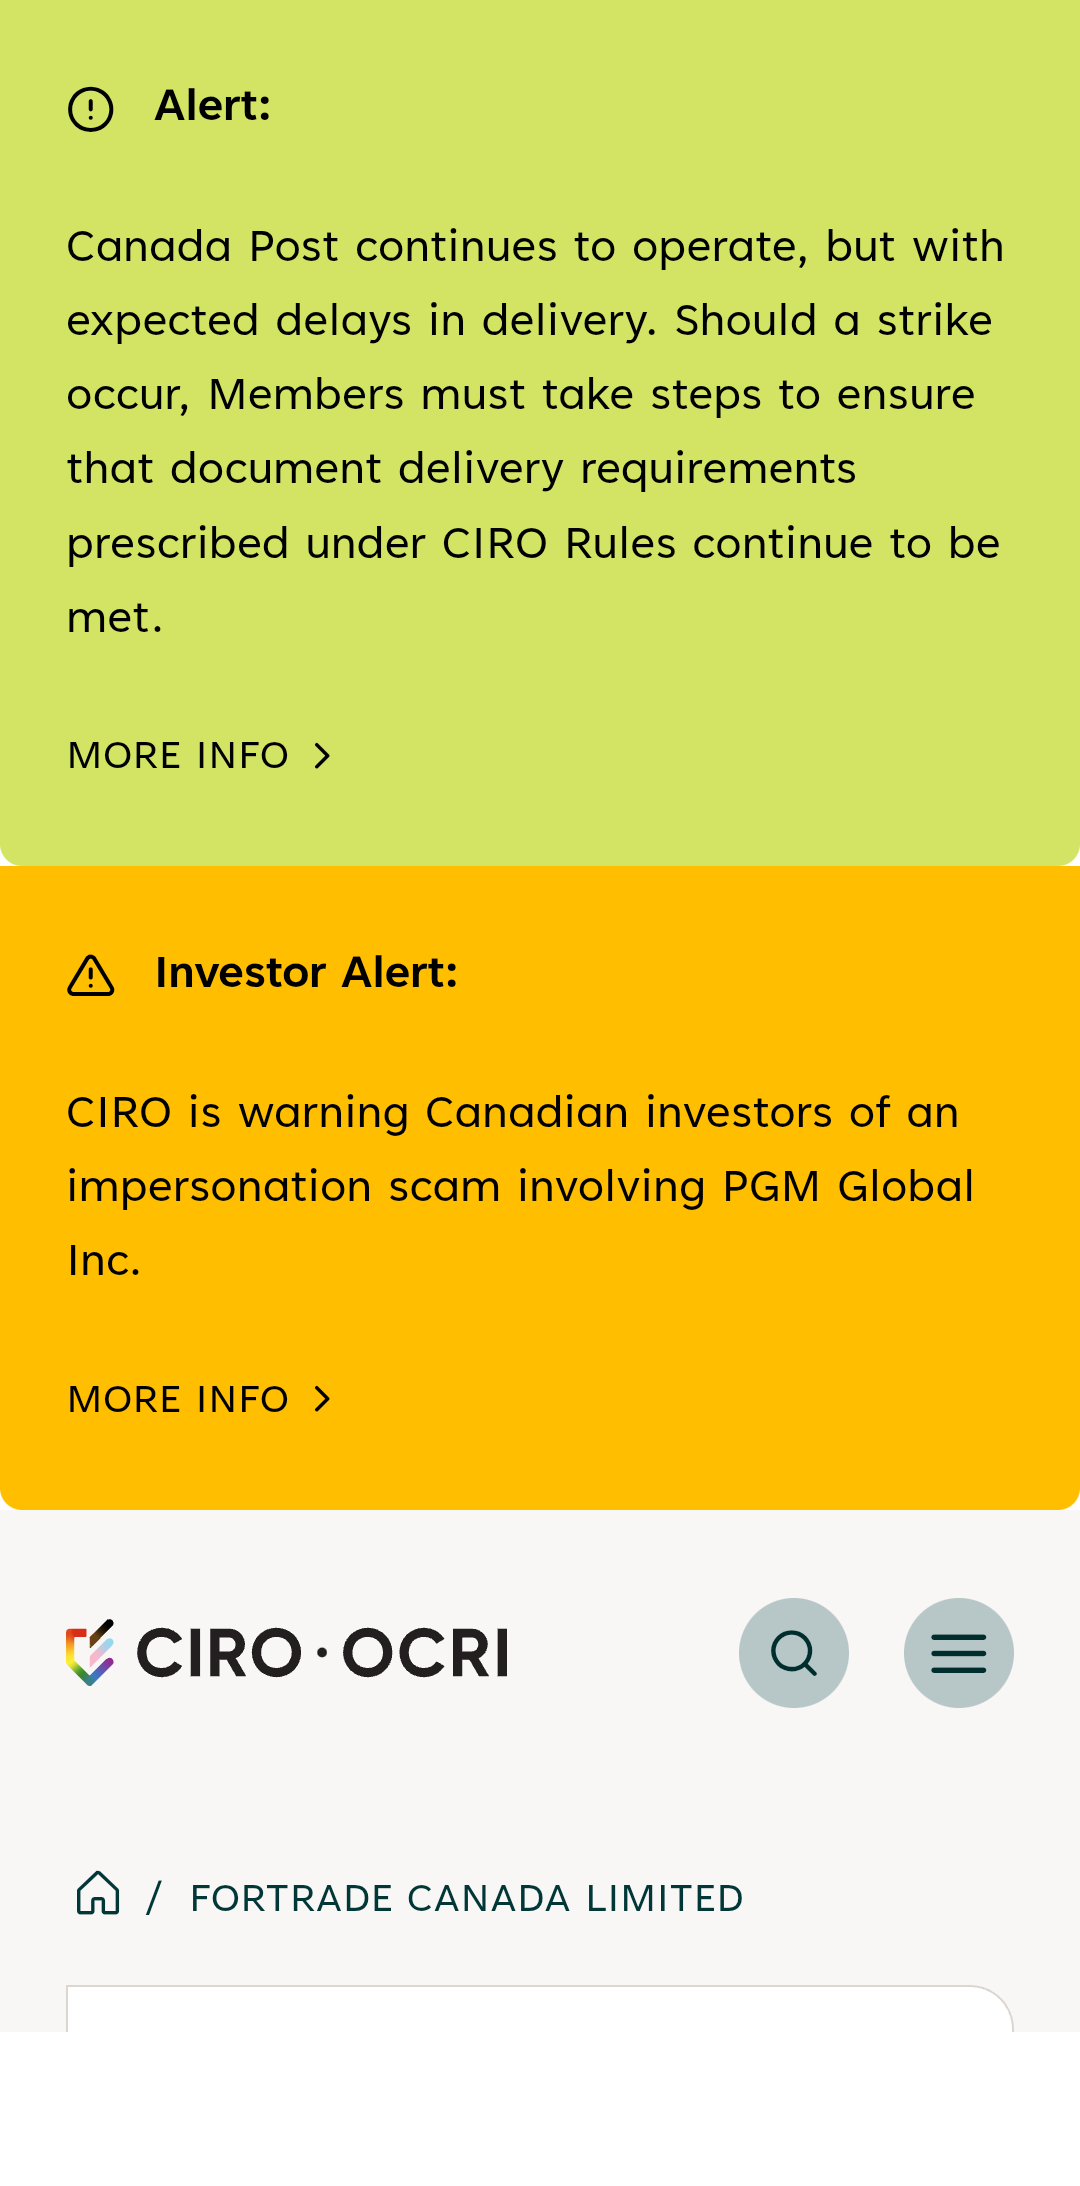 Alert:
Canada Post continues to operate, but with
expected delays in delivery. Should a strike
occur, Members must take steps to ensure
that document delivery requirements
prescribed under CIRO Rules continue to be
met.
MORE INFO >
Investor Alert:
CIRO is warning Canadian investors of an
impersonation scam involving PGM Global
Inc.
MORE INFO >
CIRO · OCRI
/ FORTRADE CANADA LIMITED